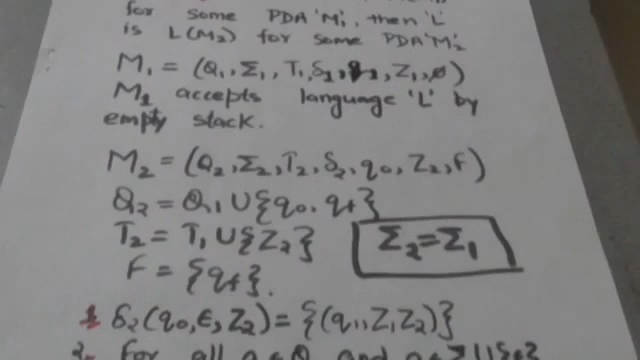 for some PDA 'M₁', then 'L'
is L(M₂) for some PDA 'M₂'
M₁ = (Q₁, Σ₁, T₁, δ₁, q₁, Z₁, ø)
M₁ accepts language 'L' by
empty stack.
M₂ = (Q₂, Σ₂, T₂, δ₂, q₀, Z₂, F)
Q₂ = Q₁ ∪ {q₀, qf}
T₂ = T₁ ∪ {Z₂}
Σ₂ = Σ₁
F = {qf}.
1 δ₂(q₀, ε, Z₂) = {(q₁, Z₁Z₂)}
2. For all